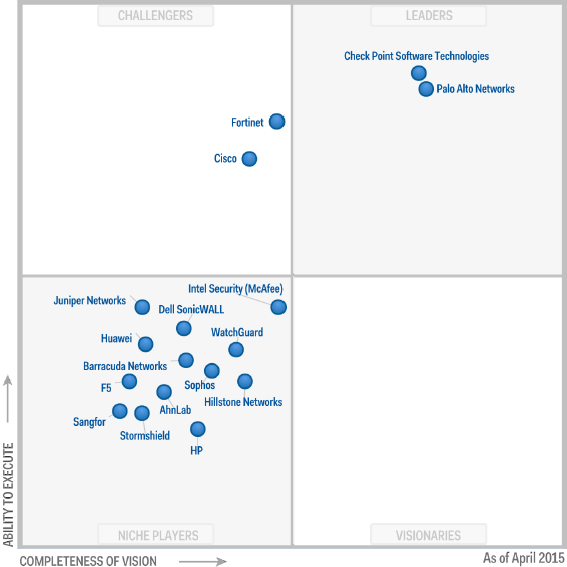 CHALLENGERS
LEADERS
Check Point Software Technologies
Palo Alto Networks
Fortinet
Cisco
Intel Security (McAfee)
Juniper Networks
Dell SonicWALL
WatchGuard
Huawei
Barracuda Networks
F5
Sophos
Hillstone Networks
AhnLab
Sangfor
Stormshield
HP
NICHE PLAYERS
VISIONARIES
ABILITY TO EXECUTE
COMPLETENESS OF VISION
As of April 2015